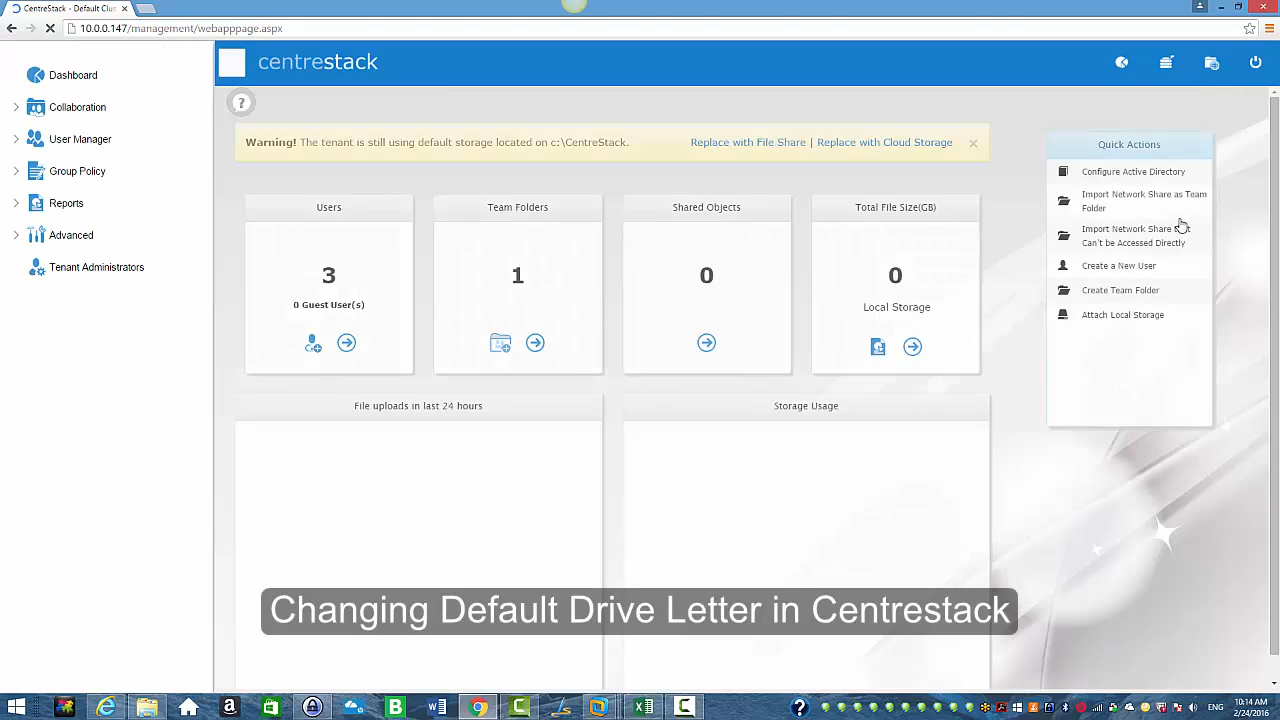 CentreStack - Default Clus
10.0.0.147/management/webapppage.aspx
Dashboard
Collaboration
User Manager
Group Policy
Reports
Advanced
Tenant Administrators
centrestack
?
Warning! The tenant is still using default storage located on c:\CentreStack.
Replace with File Share | Replace with Cloud Storage
Users
3
0 Guest User(s)
Team Folders
1
Shared Objects
0
Total File Size(GB)
0
Local Storage
File uploads in last 24 hours
Storage Usage
Quick Actions
Configure Active Directory
Import Network Share as Team
Folder
Import Network Share
Can't be Accessed Directly
Create a New User
Create Team Folder
Attach Local Storage
Changing Default Drive Letter in Centrestack
ENG
10:14 AM
2/24/2016